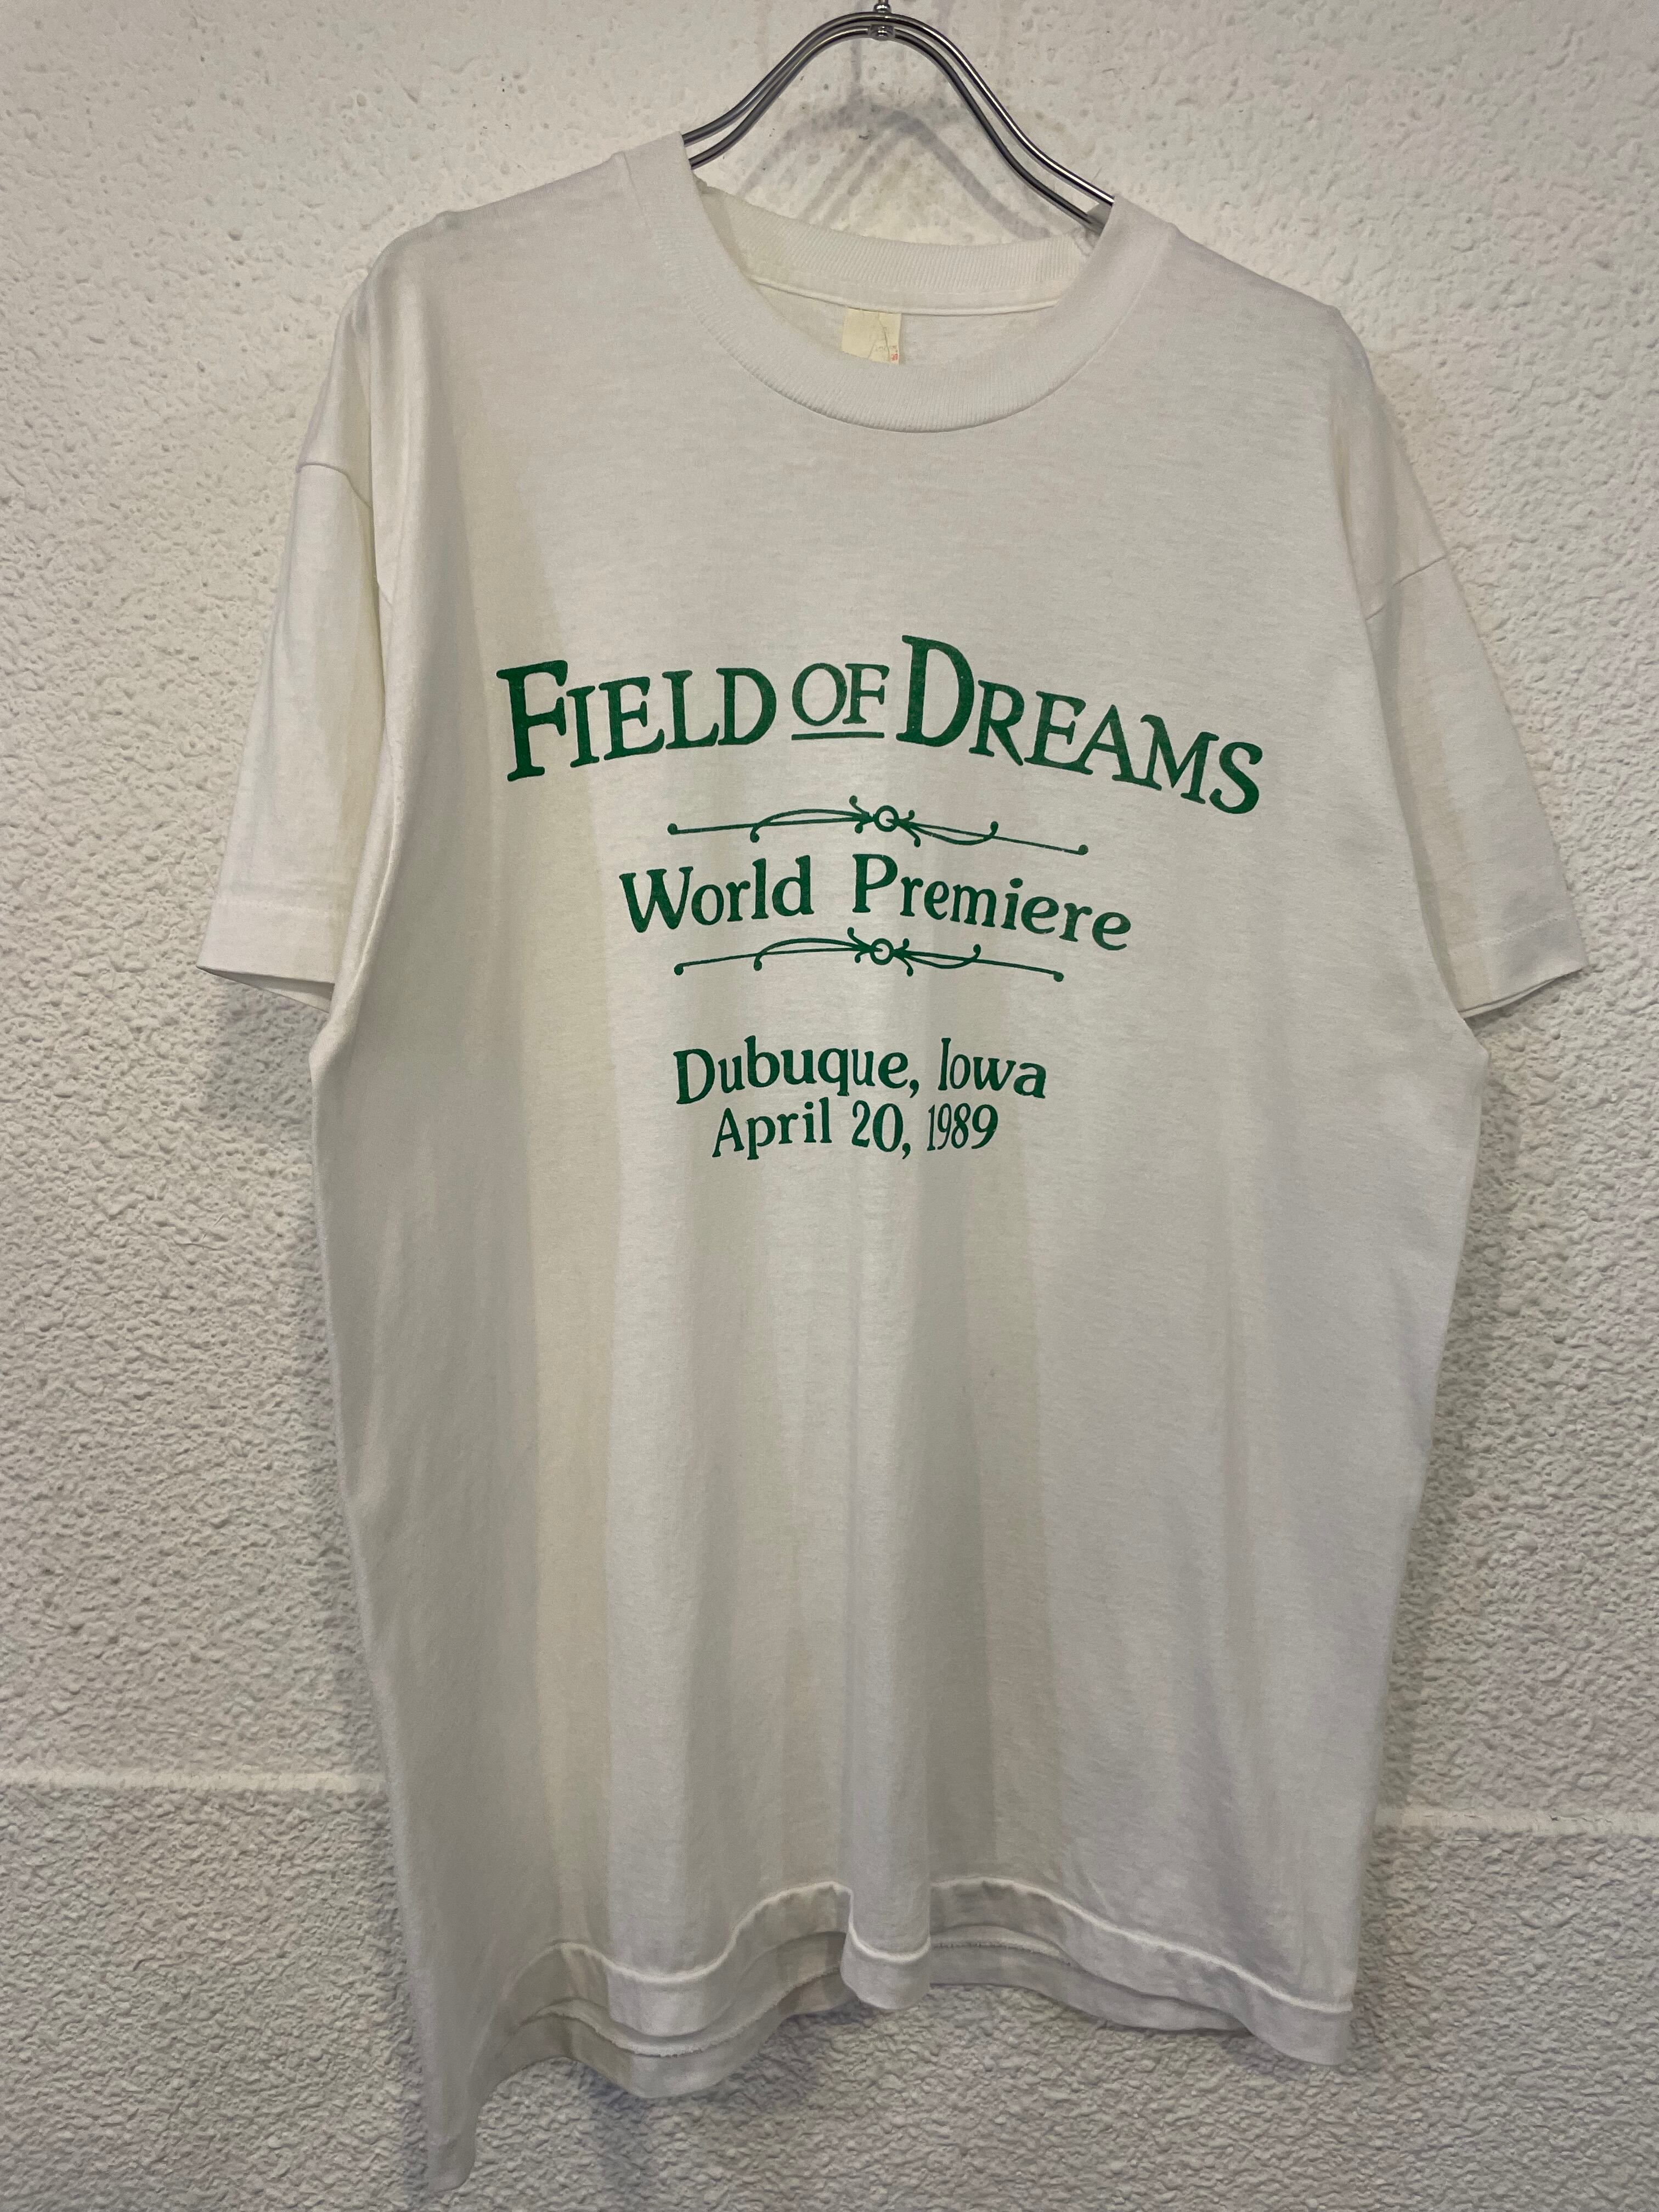 FIELD OF DREAMS
World Premiere
Dubuque, Iowa
April 20, 1989